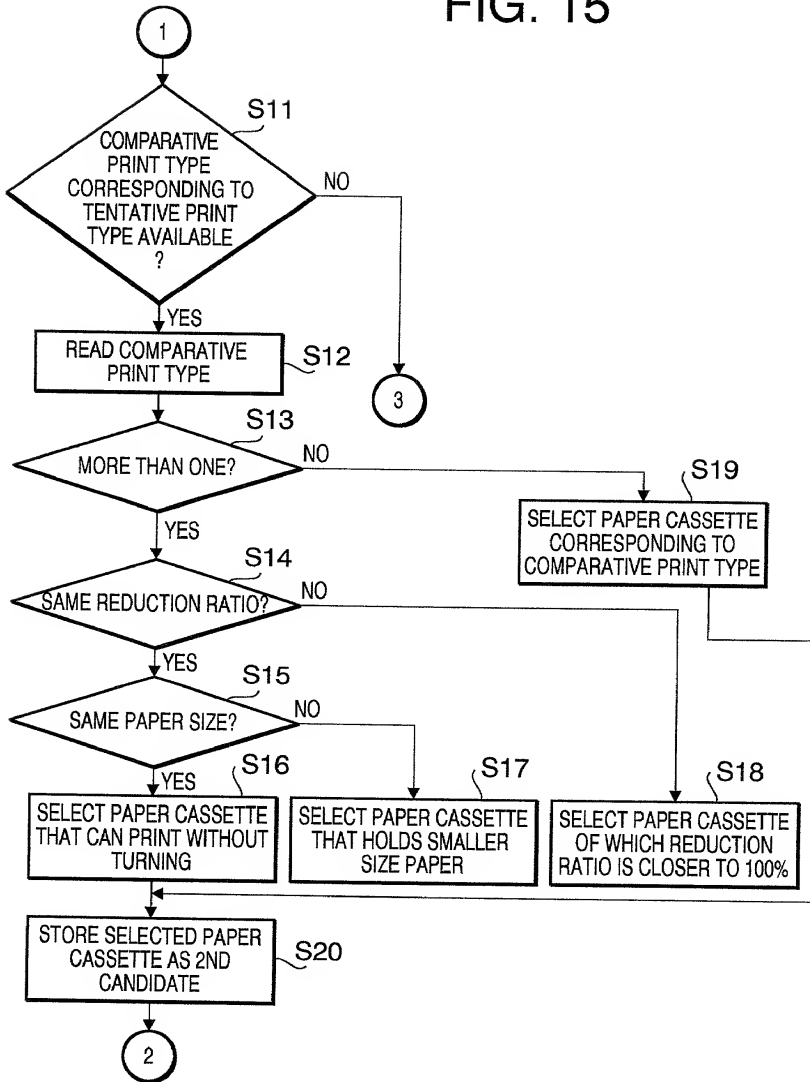 FIG. 15
1
S11
COMPARATIVE
PRINT TYPE
CORRESPONDING TO
TENTATIVE PRINT
TYPE AVAILABLE
?
NO
YES
READ COMPARATIVE
PRINT TYPE
S12
3
S13
MORE THAN ONE?
NO
YES
S19
SELECT PAPER CASSETTE
CORRESPONDING TO
COMPARATIVE PRINT TYPE
S14
SAME REDUCTION RATIO?
NO
YES
S15
SAME PAPER SIZE?
NO
YES
S16
SELECT PAPER CASSETTE
THAT CAN PRINT WITHOUT
TURNING
S17
SELECT PAPER CASSETTE
THAT HOLDS SMALLER
SIZE PAPER
S18
SELECT PAPER CASSETTE
OF WHICH REDUCTION
RATIO IS CLOSER TO 100%
STORE SELECTED PAPER
CASSETTE AS 2ND
CANDIDATE
S20
2